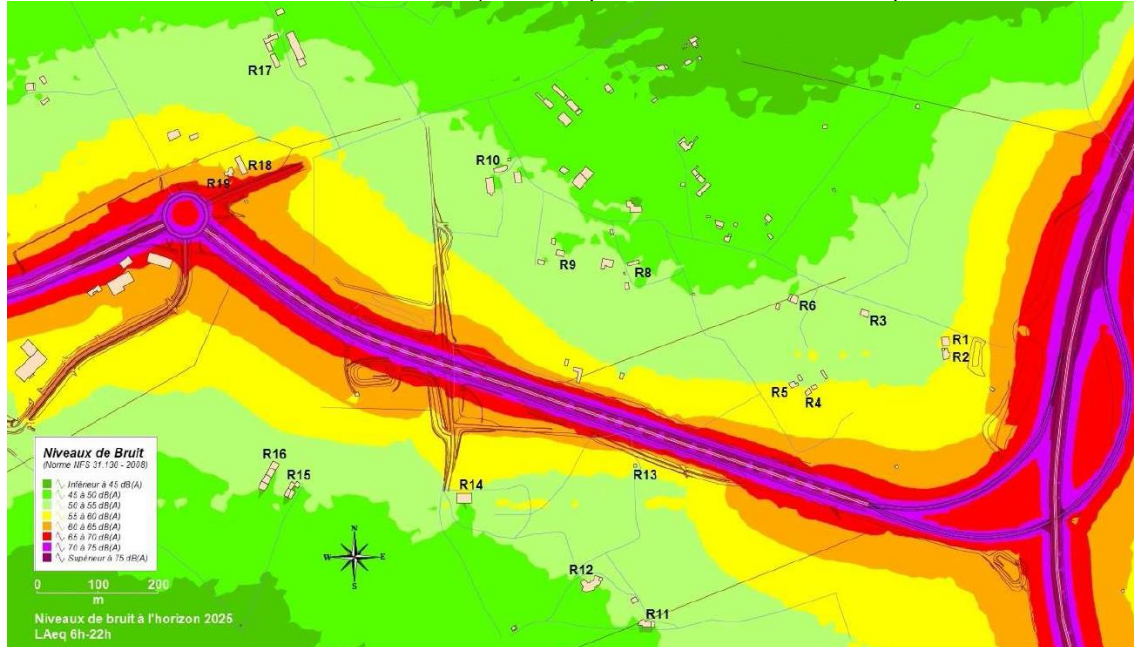 R17
R18
R19
R10
R9
R8
R6
R3
R1
R2
R5
R4
R16
R15
R13
R14
R12
R11
Niveaux de Bruit
(Norme NFS 31.130 - 2008)
Inférieur à 45 dB(A)
45 à 50 dB(A)
50 à 55 dB(A)
55 à 60 dB(A)
60 à 65 dB(A)
65 à 70 dB(A)
70 à 75 dB(A)
Supérieur à 75 dB(A)
N
W E
S
0 100 200
m
Niveaux de bruit à l'horizon 2025
LAeq 6h-22h